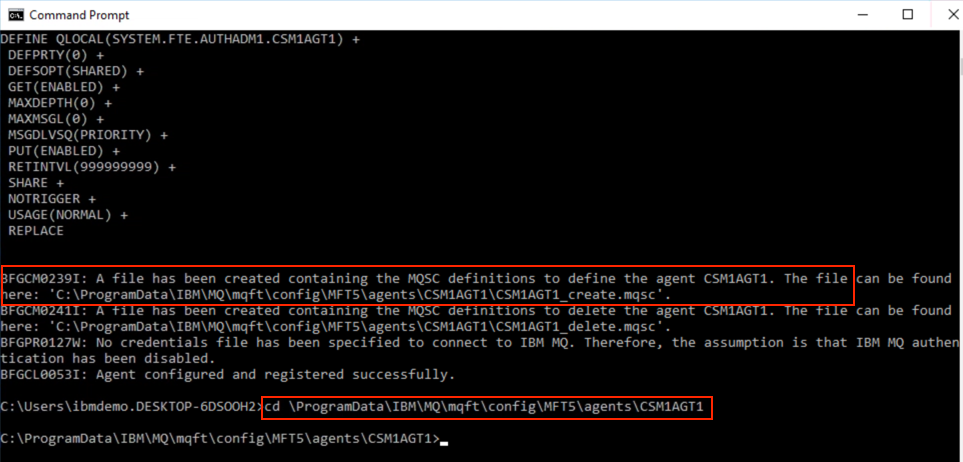 Command Prompt
DEFINE QLOCAL(SYSTEM.FTE.AUTHADM1.CSM1AGT1) +
DEFPRTY(0) +
DEFSOPT(SHARED) +
GET(ENABLED) +
MAXDEPTH(0) +
MAXMSGL(0) +
MSGDLVSQ(PRIORITY) +
PUT(ENABLED) +
RETINTVL(999999999) +
SHARE +
NOTRIGGER +
USAGE(NORMAL) +
REPLACE
BFGCM0239I: A file has been created containing the MQSC definitions to define the agent CSM1AGT1. The file can be found
here: 'C:\ProgramData\IBM\MQ\mqft\config\MFT5\agents\CSM1AGT1\CSM1AGT1_create.mqsc'.
BFGCM0241I: A file has been created containing the MQSC definitions to delete the agent CSM1AGT1. The file can be found
here: 'C:\ProgramData\IBM\MQ\mqft\config\MFT5\agents\CSM1AGT1\CSM1AGT1_delete.mqsc'.
BFGPR0127W: No credentials file has been specified to connect to IBM MQ. Therefore, the assumption is that IBM MQ authen
tication has been disabled.
BFGCL0053I: Agent configured and registered successfully.
C:\Users\ibmdemo.DESKTOP-6DSOOH2>cd \ProgramData\IBM\MQ\mqft\config\MFT5\agents\CSM1AGT1
C:\ProgramData\IBM\MQ\mqft\config\MFT5\agents\CSM1AGT1>